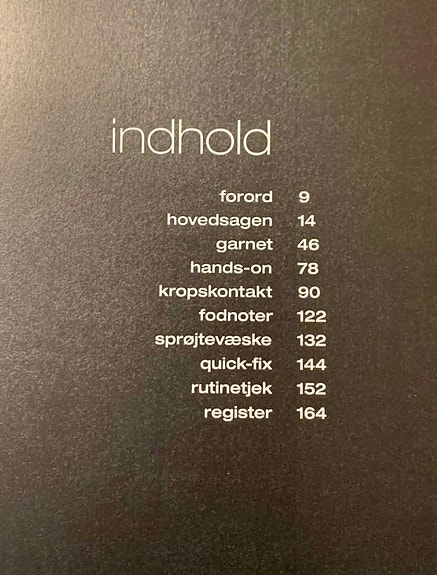 indhold
forord 9
hovedsagen 14
garnet 46
hands-on 78
kropskontakt 90
fodnoter 122
sprøjtevæske 132
quick-fix 144
rutinetjek 152
register 164